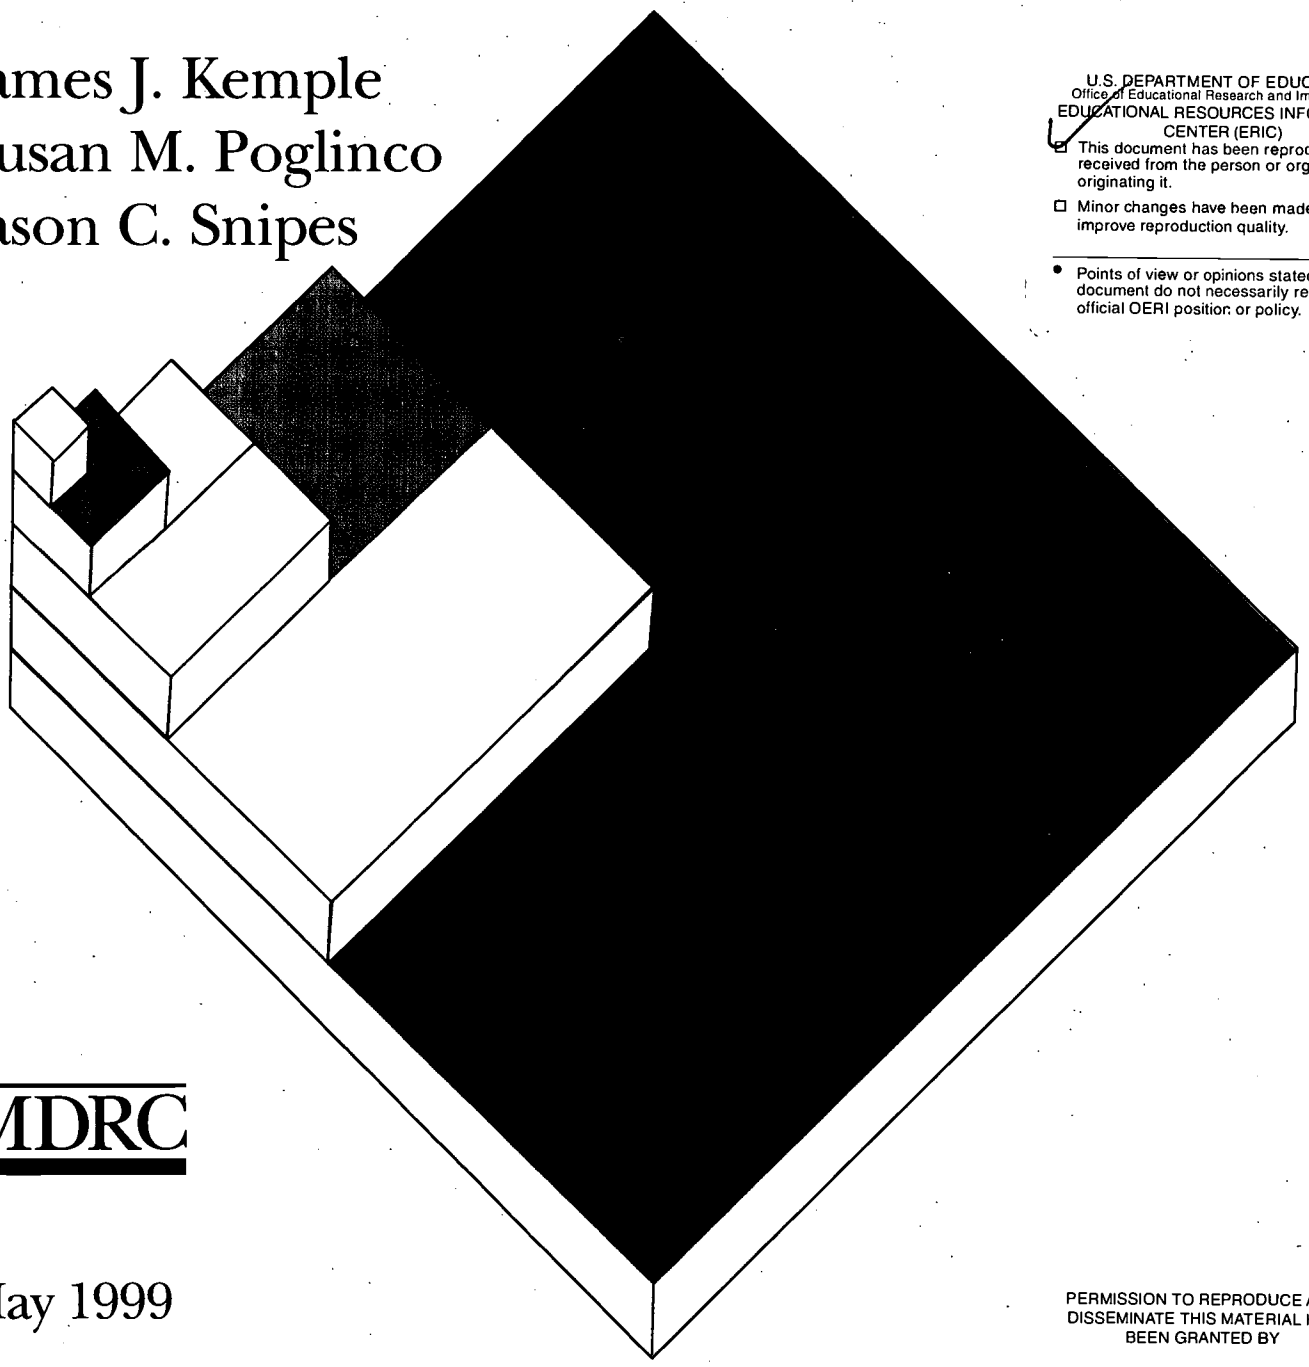 ames J. Kemple
usan M. Poglinco
ason C. Snipes
U.S. DEPARTMENT OF EDUC
Office of Educational Research and Im
EDUCATIONAL RESOURCES INF
CENTER (ERIC)
This document has been reproc
received from the person or org
originating it.
Minor changes have been made
improve reproduction quality.
Points of view or opinions stated
document do not necessarily re
official OERI position or policy.
MDRC
May 1999
PERMISSION TO REPRODUCE
DISSEMINATE THIS MATERIAL
BEEN GRANTED BY